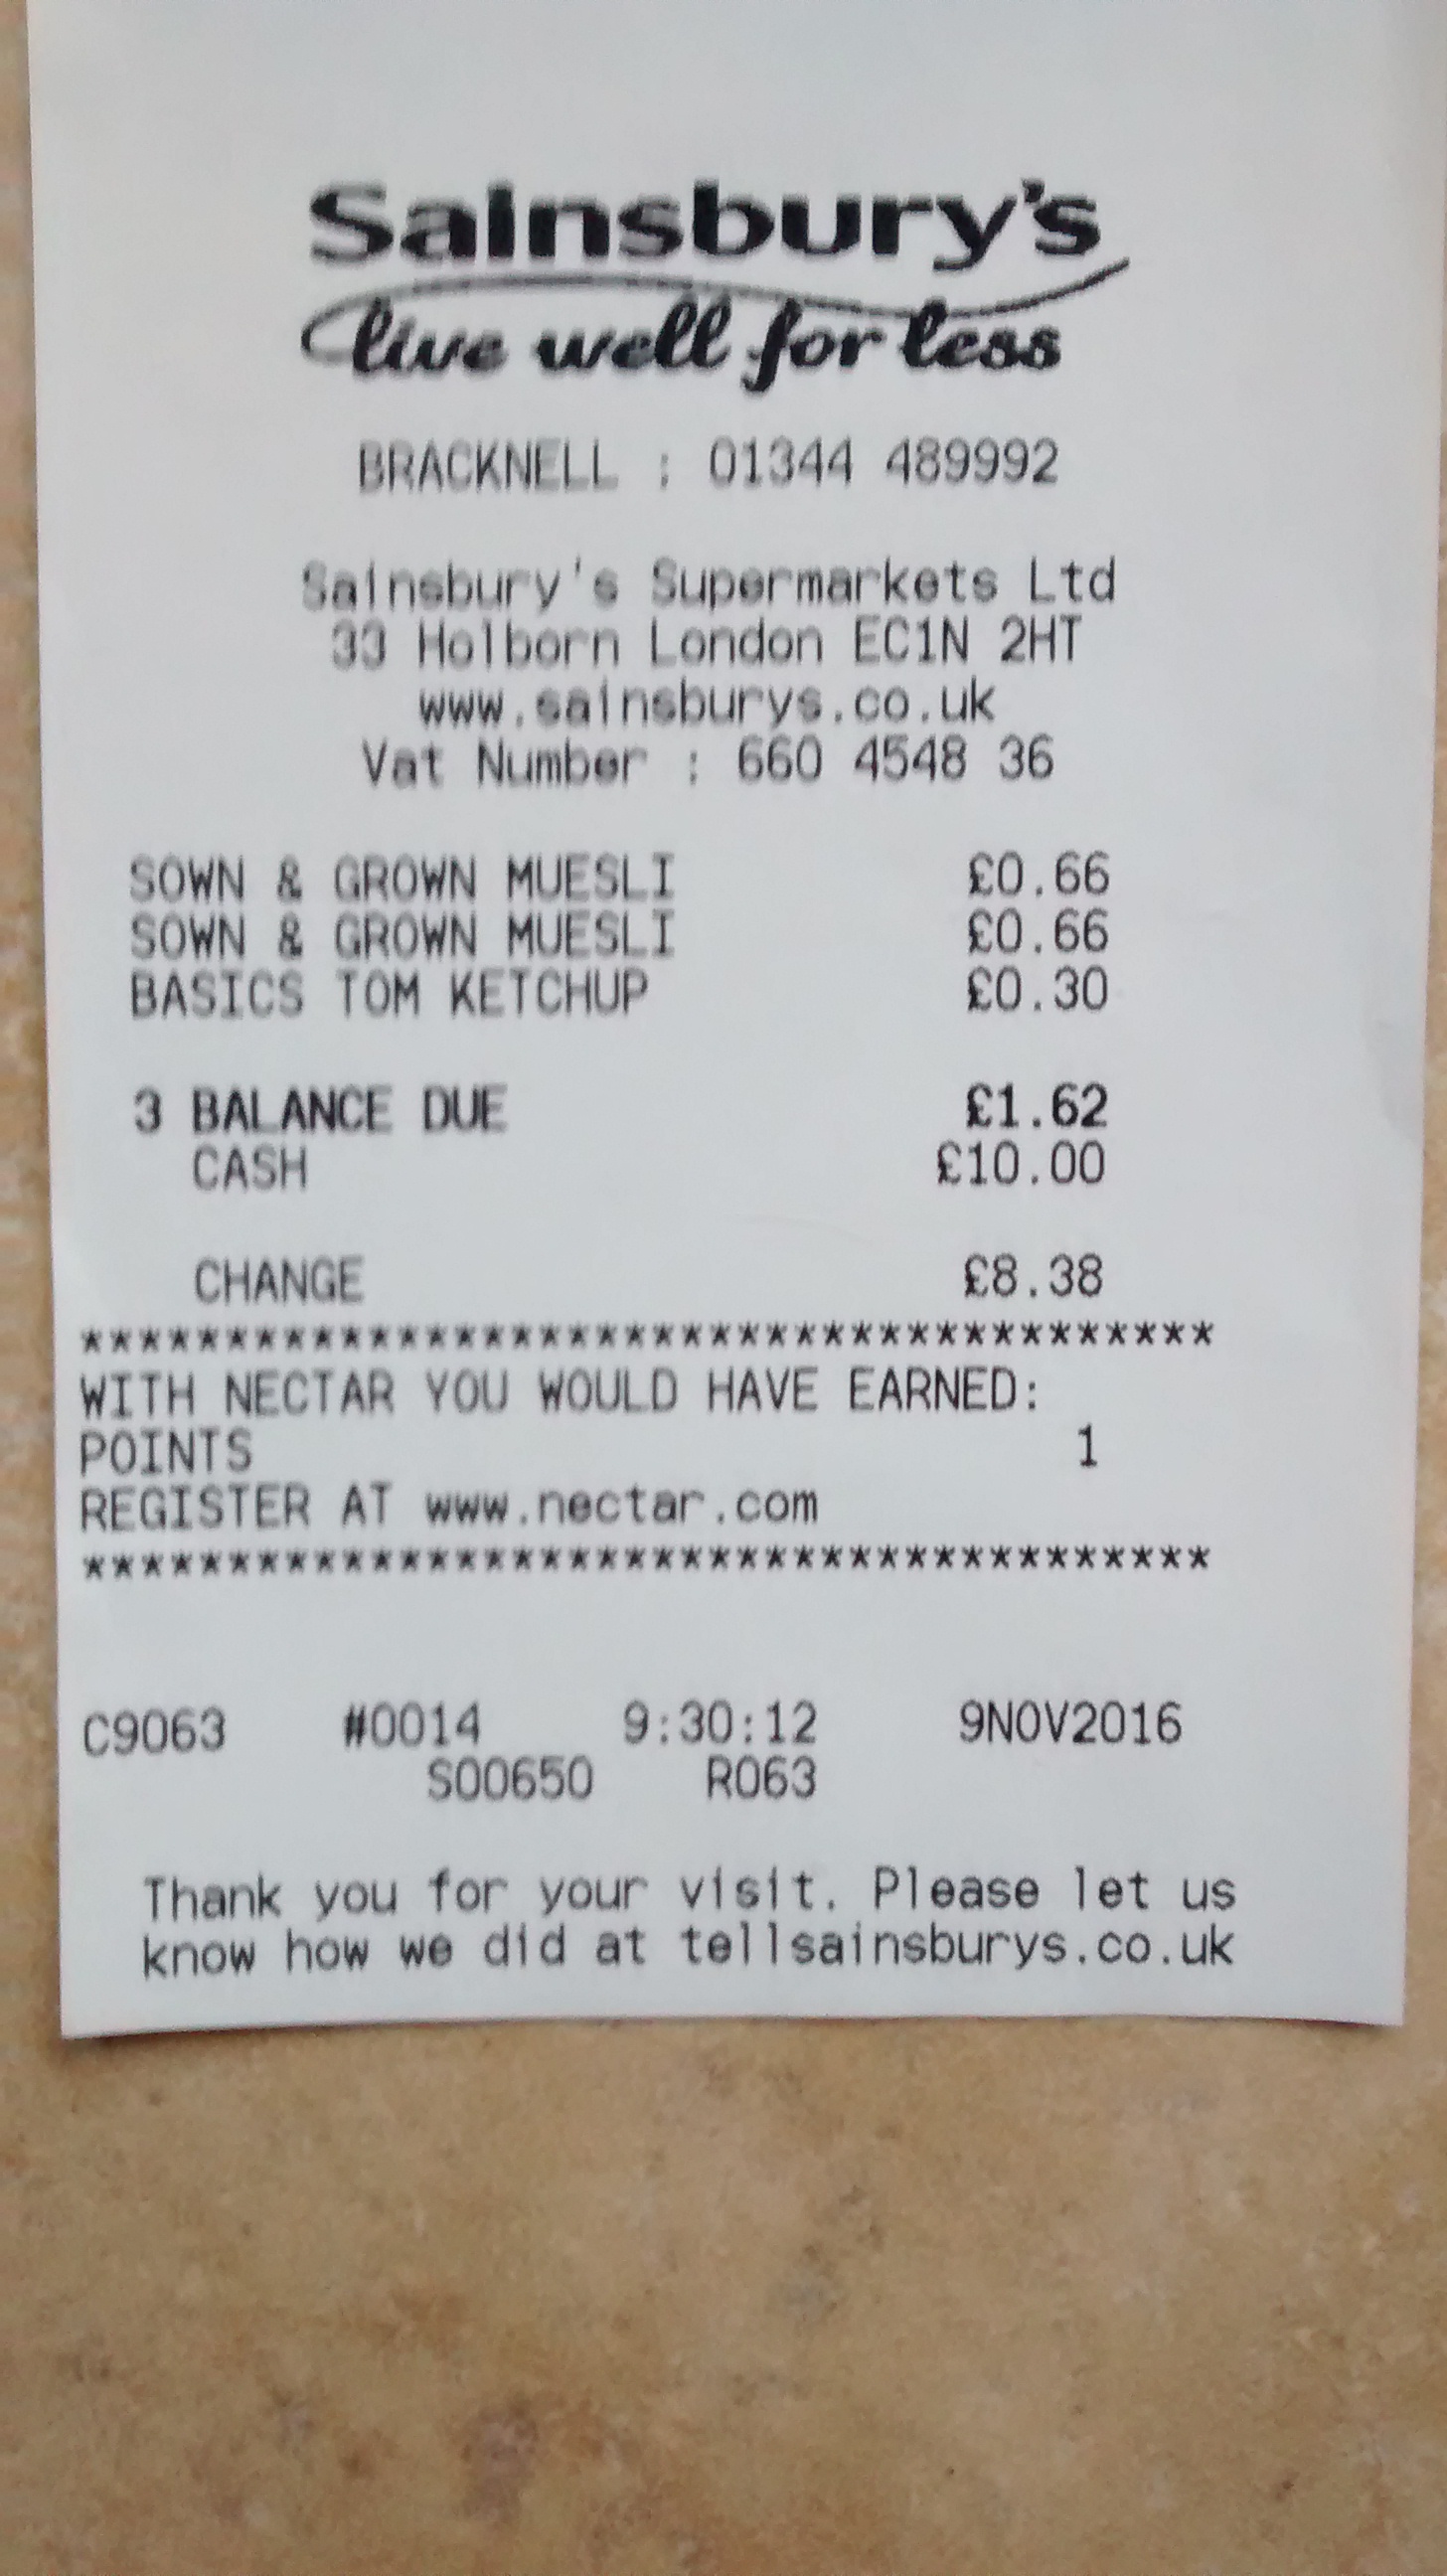 Sainsbury's
live well for less
BRACKNELL : 01344 489992
Sainsbury's Supermarkets Ltd
33 Holborn London EC1N 2HT
www.sainsburys.co.uk
Vat Number : 660 4548 36
SOWN & GROWN MUESLI £0.66
SOWN & GROWN MUESLI £0.66
BASICS TOM KETCHUP £0.30
3 BALANCE DUE £1.62
CASH £10.00
CHANGE £8.38
****************************************
WITH NECTAR YOU WOULD HAVE EARNED:
POINTS 1
REGISTER AT www.nectar.com
****************************************
C9063 #0014 9:30:12 9NOV2016
S00650 R063
Thank you for your visit. Please let us
know how we did at tellsainsburys.co.uk